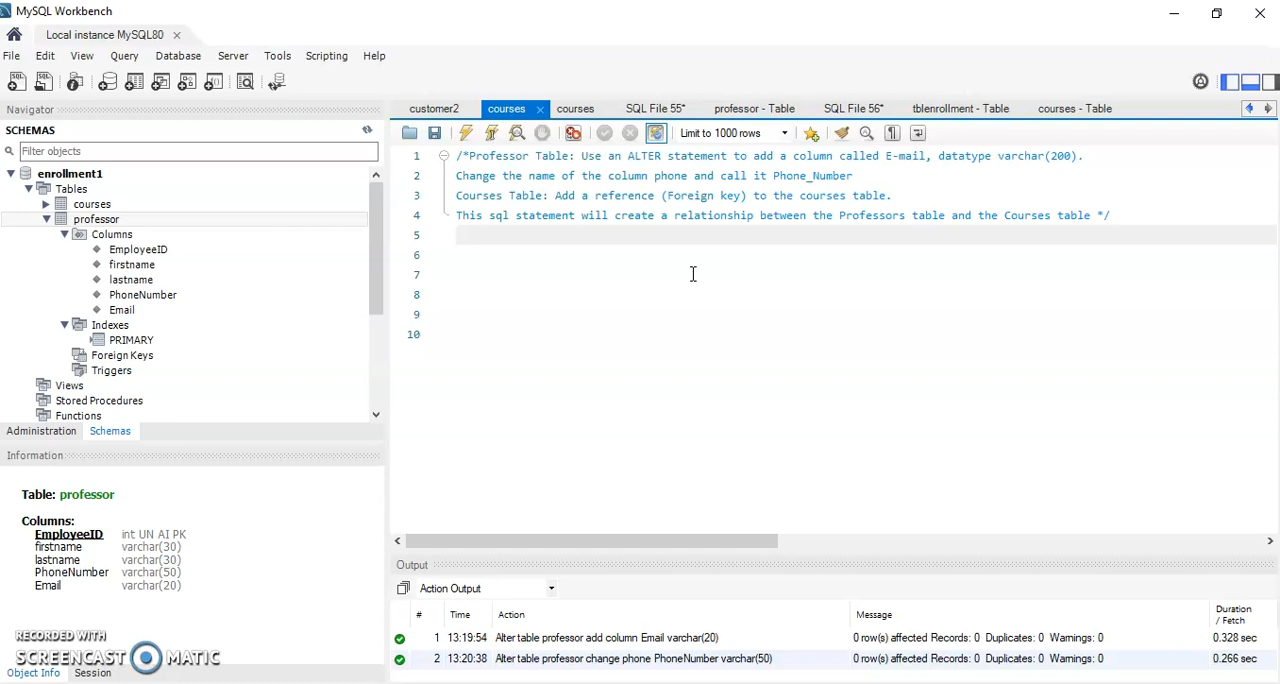 MySQL Workbench
Local instance MySQL80
File Edit View Query Database Server Tools Scripting Help
Navigator
SCHEMAS
Filter objects
enrollment1
Tables
courses
professor
Columns
EmployeeID
firstname
lastname
PhoneNumber
Email
Indexes
PRIMARY
Foreign Keys
Triggers
Views
Stored Procedures
Functions
Administration Schemas
Information
Table: professor
Columns:
EmployeeID int UN AI PK
firstname varchar(30)
lastname varchar(30)
PhoneNumber varchar(50)
Email varchar(20)
RECORDED WITH
SCREENCAST MATIC
Object Info Session
customer2 courses courses SQL File 55* professor - Table SQL File 56* tblenrollment - Table courses - Table
Limit to 1000 rows
1 /*Professor Table: Use an ALTER statement to add a column called E-mail, datatype varchar(200).
2 Change the name of the column phone and call it Phone_Number
3 Courses Table: Add a reference (Foreign key) to the courses table.
4 This sql statement will create a relationship between the Professors table and the Courses table */
5
6
7
8
9
10
Output
Action Output
# Time Action Message Duration / Fetch
1 13:19:54 Alter table professor add column Email varchar(20) 0 row(s) affected Records: 0 Duplicates: 0 Warnings: 0 0.328 sec
2 13:20:38 Alter table professor change phone PhoneNumber varchar(50) 0 row(s) affected Records: 0 Duplicates: 0 Warnings: 0 0.266 sec